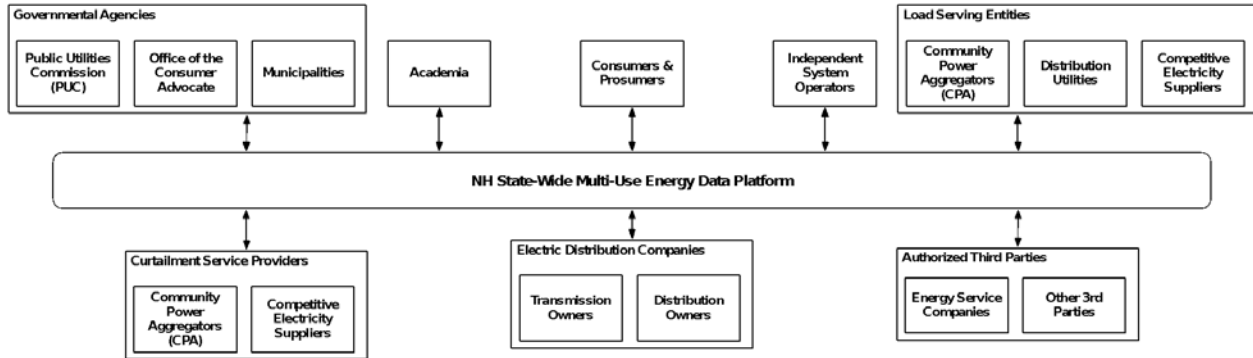 Governmental Agencies
Public Utilities
Commission
(PUC)
Office of the
Consumer
Advocate
Municipalities
Academia
Consumers &
Prosumers
Independent
System
Operators
Load Serving Entities
Community
Power
Aggregators
(CPA)
Distribution
Utilities
Competitive
Electricity
Suppliers
NH State-Wide Multi-Use Energy Data Platform
Curtailment Service Providers
Community
Power
Aggregators
(CPA)
Competitive
Electricity
Suppliers
Electric Distribution Companies
Transmission
Owners
Distribution
Owners
Authorized Third Parties
Energy Service
Companies
Other 3rd
Parties